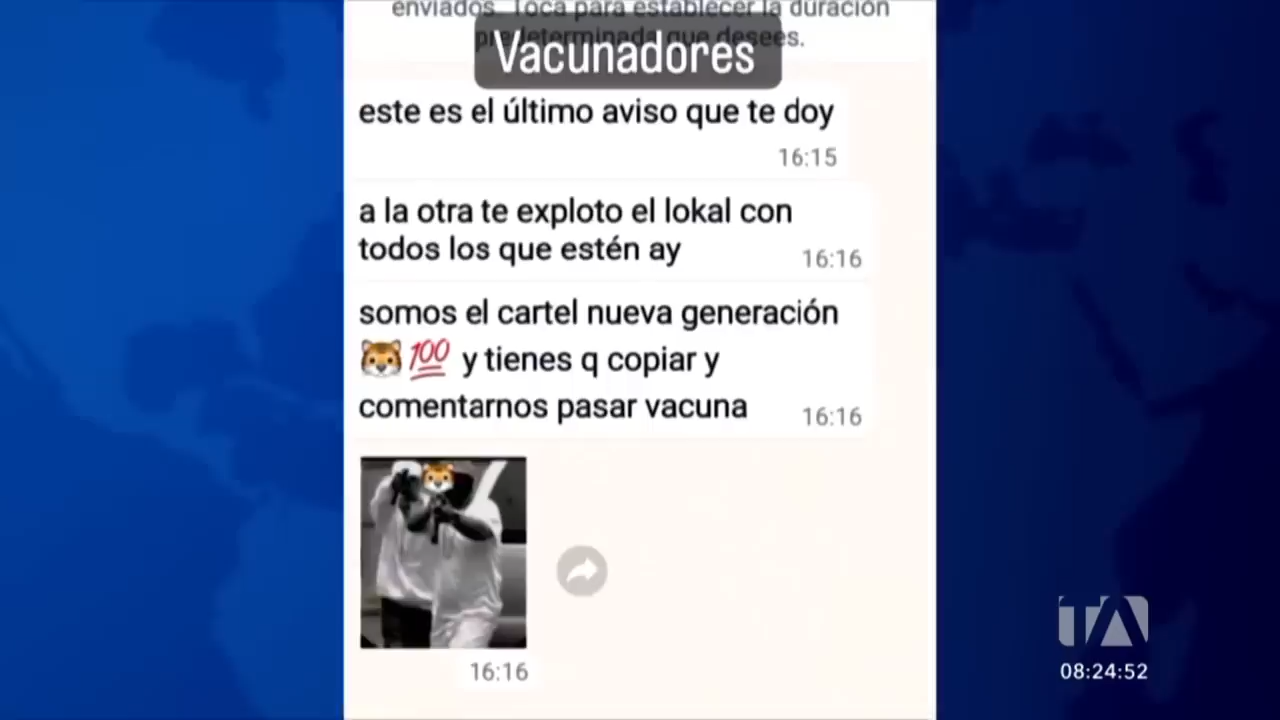 enviados. Toca para establecer la duración
predeterminada que desees.
Vacunadores
este es el último aviso que te doy
16:15
a la otra te exploto el lokal con
todos los que estén ay
16:16
somos el cartel nueva generación
🐯💯 y tienes q copiar y
comentarnos pasar vacuna
16:16
16:16
TA
08:24:52